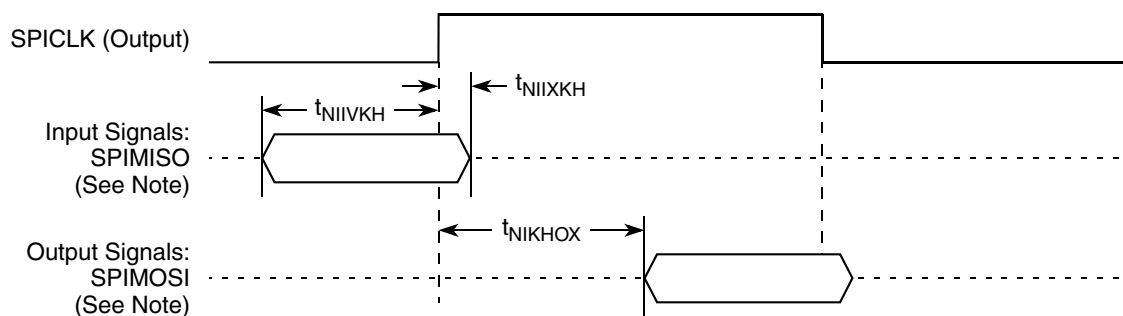 SPICLK (Output)
tNIIXKH
tNIIVKH
Input Signals:
SPIMISO
(See Note)
tNIKHOX
Output Signals:
SPIMOSI
(See Note)